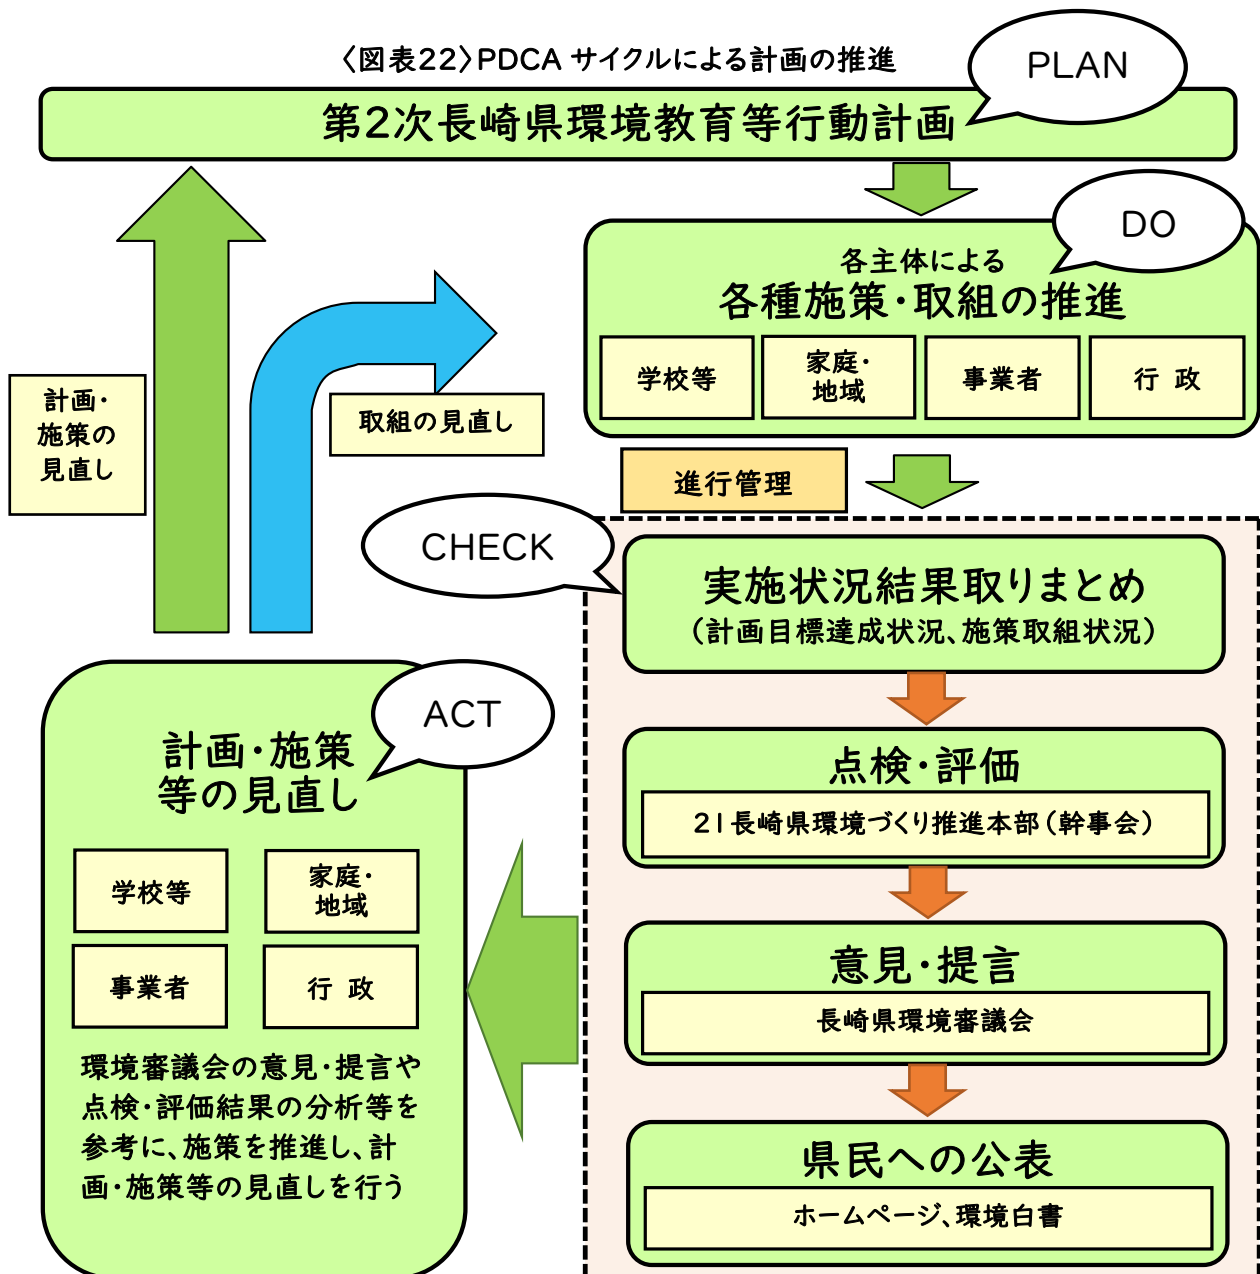 〈図表22〉PDCA サイクルによる計画の推進
PLAN
第2次長崎県環境教育等行動計画
DO
各主体による
各種施策・取組の推進
学校等
家庭・
地域
事業者
行 政
計画・
施策の
見直し
取組の見直し
進行管理
CHECK
実施状況結果取りまとめ
（計画目標達成状況、施策取組状況）
点検・評価
21長崎県環境づくり推進本部（幹事会）
意見・提言
長崎県環境審議会
県民への公表
ホームページ、環境白書
ACT
計画・施策
等の見直し
学校等
家庭・
地域
事業者
行 政
環境審議会の意見・提言や
点検・評価結果の分析等を
参考に、施策を推進し、計
画・施策等の見直しを行う